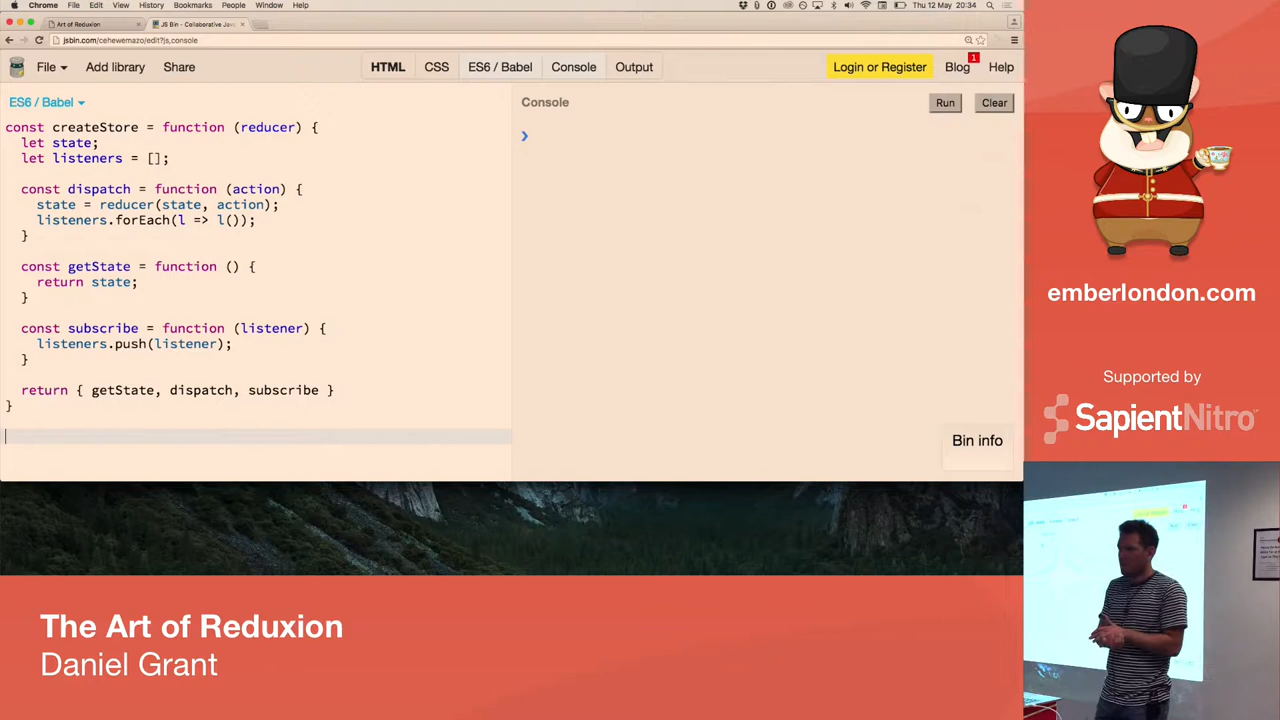 Chrome File Edit View History Bookmarks People Window Help
Thu 12 May 20:34
Art of Reduxion
JS Bin - Collaborative Jav
jsbin.com/cehewemazo/edit?js,console
File
Add library
Share
HTML
CSS
ES6 / Babel
Console
Output
Login or Register
Blog
1
Help
ES6 / Babel
Console
Run
Clear
const createStore = function (reducer) {
let state;
let listeners = [];
const dispatch = function (action) {
state = reducer(state, action);
listeners.forEach(l => l());
}
const getState = function () {
return state;
}
const subscribe = function (listener) {
listeners.push(listener);
}
return { getState, dispatch, subscribe }
}
Bin info
emberlondon.com
Supported by
SapientNitro
The Art of Reduxion
Daniel Grant